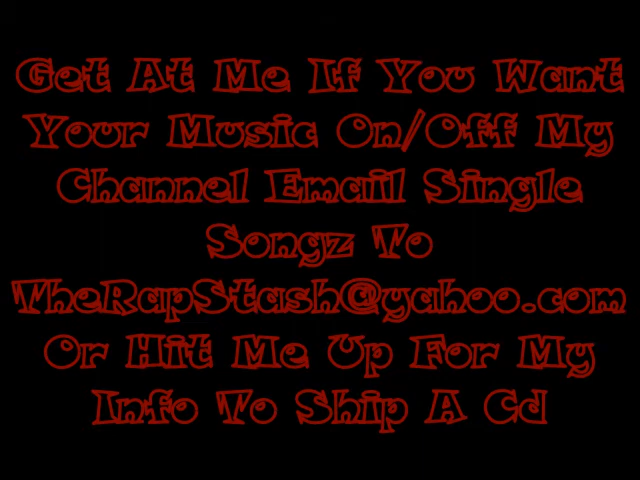 Get At Me If You Want
Your Music On/Off My
Channel Email Single
Songz To
TheRapStash@yahoo.com
Or Hit Me Up For My
Info To Ship A Cd